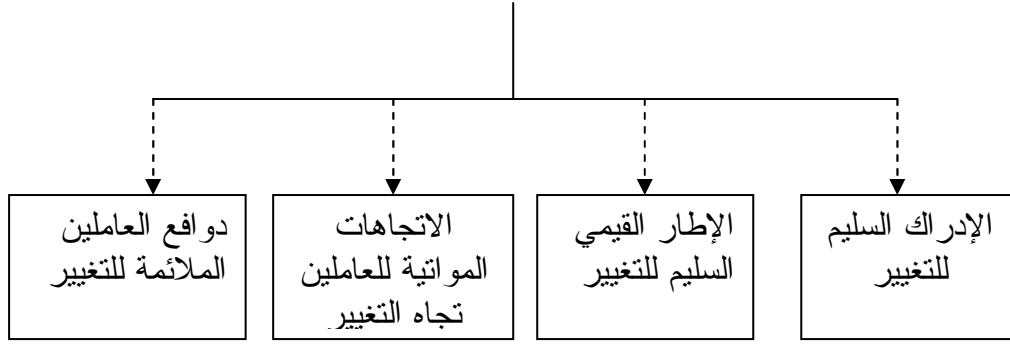 الإدراك السليم
للتغيير
الإطار القيمي
السليم للتغيير
الاتجاهات
المواتية للعاملين
تجاه التغيير
دوافع العاملين
الملائمة للتغيير